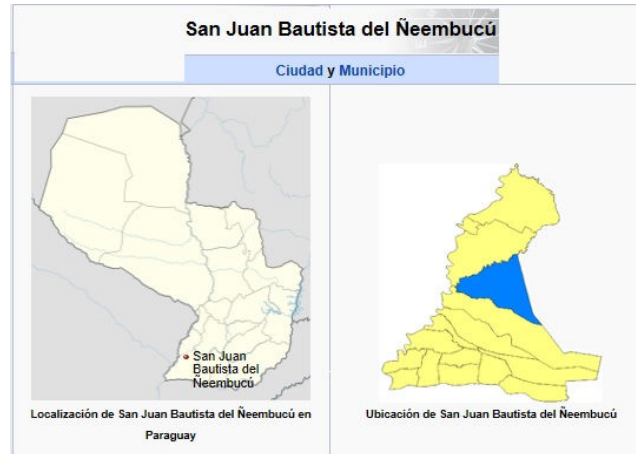 San Juan Bautista del Ñeembucú
Ciudad y Municipio
San Juan
Bautista del
Ñeembucú
Localización de San Juan Bautista del Ñeembucú en
Paraguay
Ubicación de San Juan Bautista del Ñeembucú